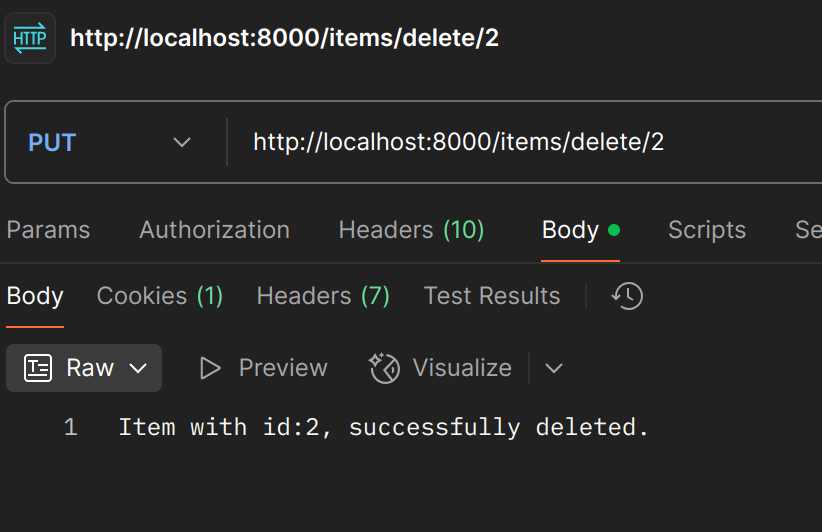 HTTP http://localhost:8000/items/delete/2
PUT http://localhost:8000/items/delete/2
Params Authorization Headers (10) Body Scripts Se
Body Cookies (1) Headers (7) Test Results
Raw Preview Visualize
1 Item with id:2, successfully deleted.